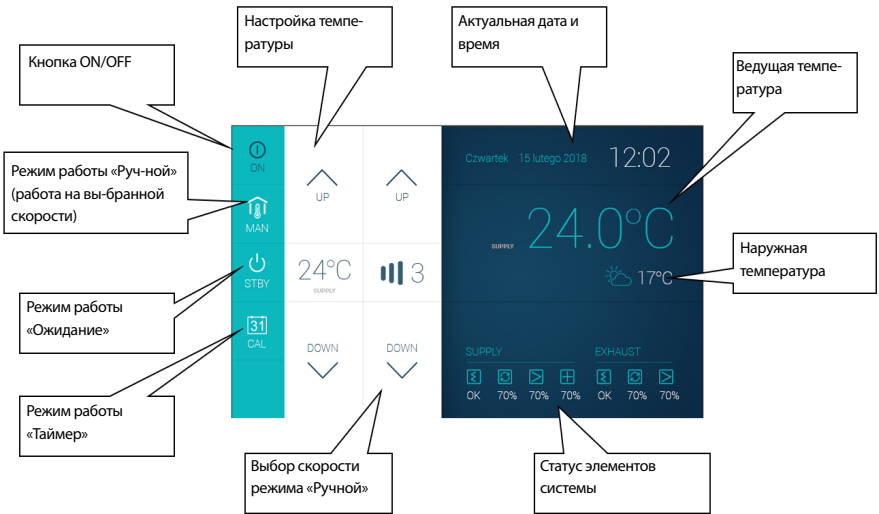 Настройка темпе-
ратуры
Актуальная дата и
время
Кнопка ON/OFF
Ведущая темпе-
ратура
Режим работы «Руч-ной»
(работа на вы-бранной
скорости)
Наружная
температура
Режим работы
«Ожидание»
Режим работы
«Таймер»
Выбор скорости
режима «Ручной»
Статус элементов
системы
ON
MAN
STBY
31
CAL
UP
UP
24°C
SUPPLY
3
DOWN
DOWN
Czwartek 15 lutego 2018 12:02
SUPPLY 24.0°C
17°C
SUPPLY EXHAUST
OK 70% 70% 70% OK 70% 70%